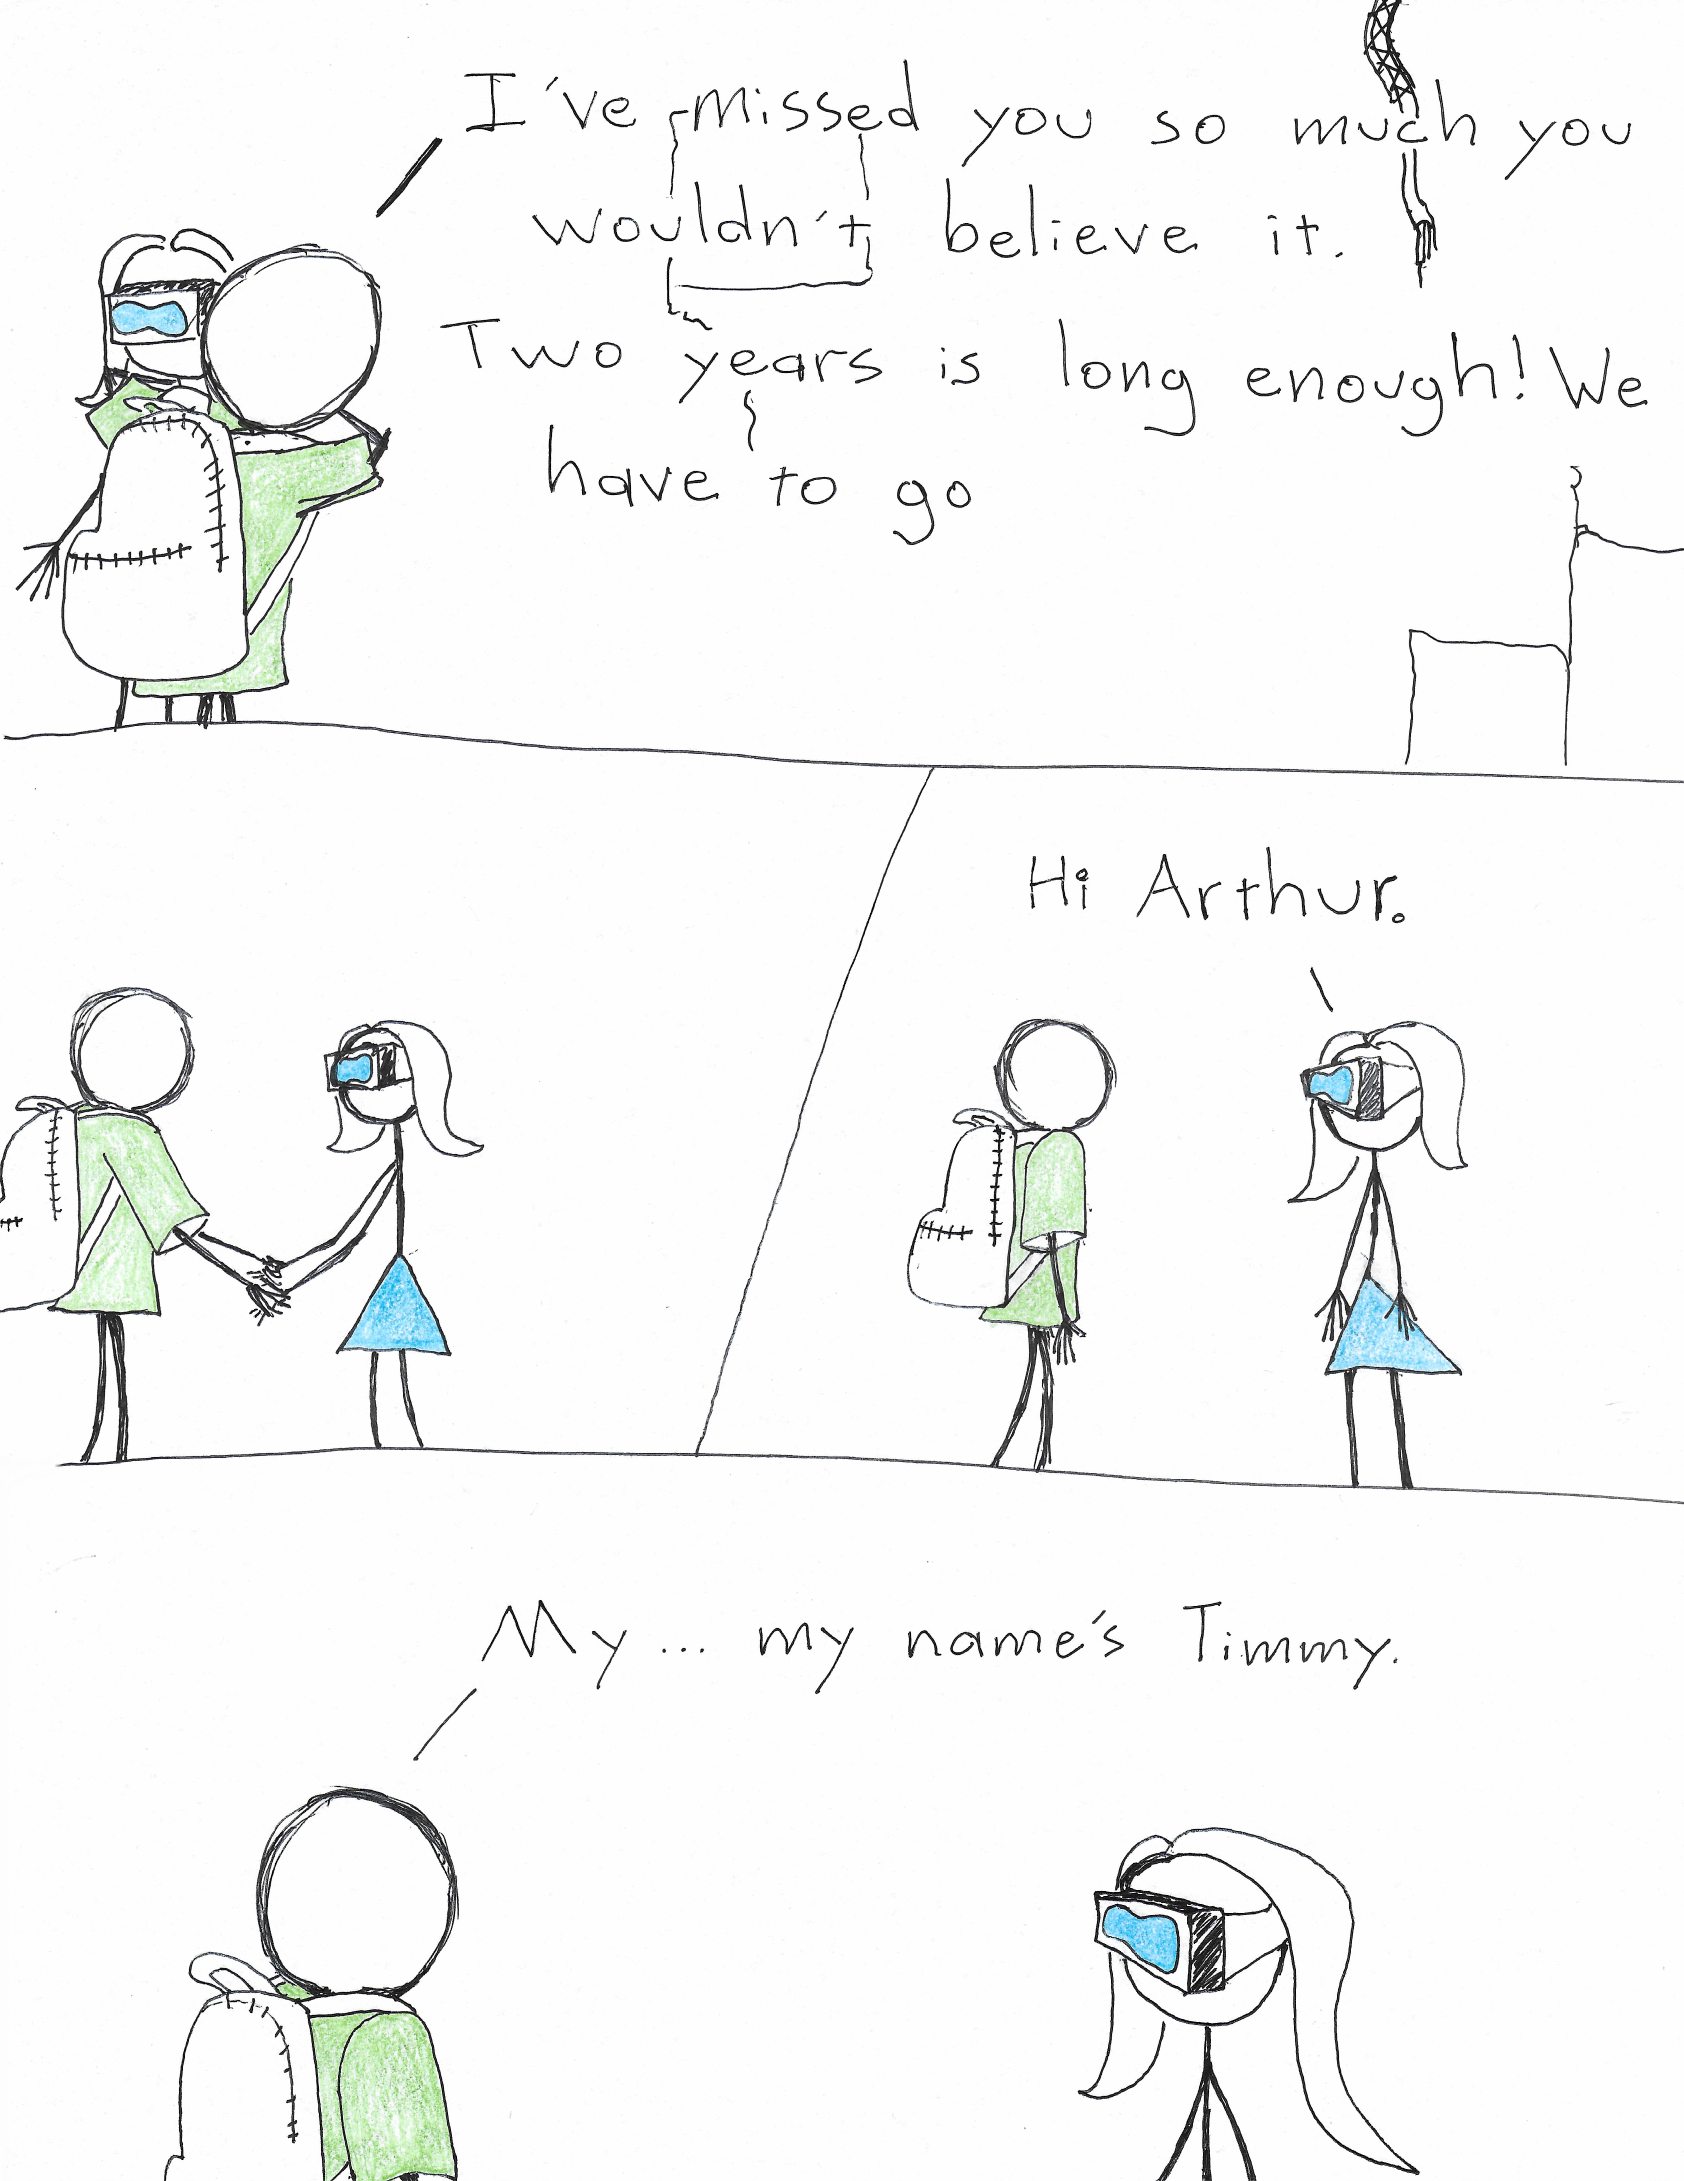 I've missed you so much you
wouldn't believe it.
Two years is long enough! We
have to go
Hi Arthur.
My... my name's Timmy.